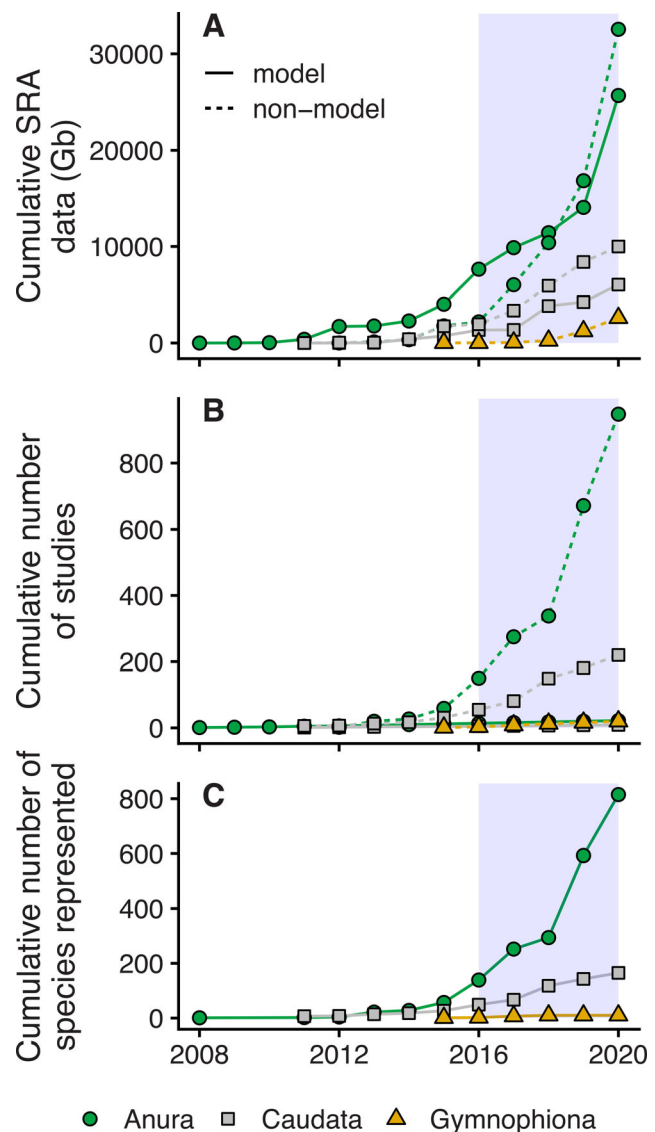 A
Cumulative SRA
data (Gb)
30000
20000
10000
0
model
non−model
B
Cumulative number
of studies
800
600
400
200
0
C
Cumulative number of
species represented
800
600
400
200
0
2008 2012 2016 2020
Anura Caudata Gymnophiona